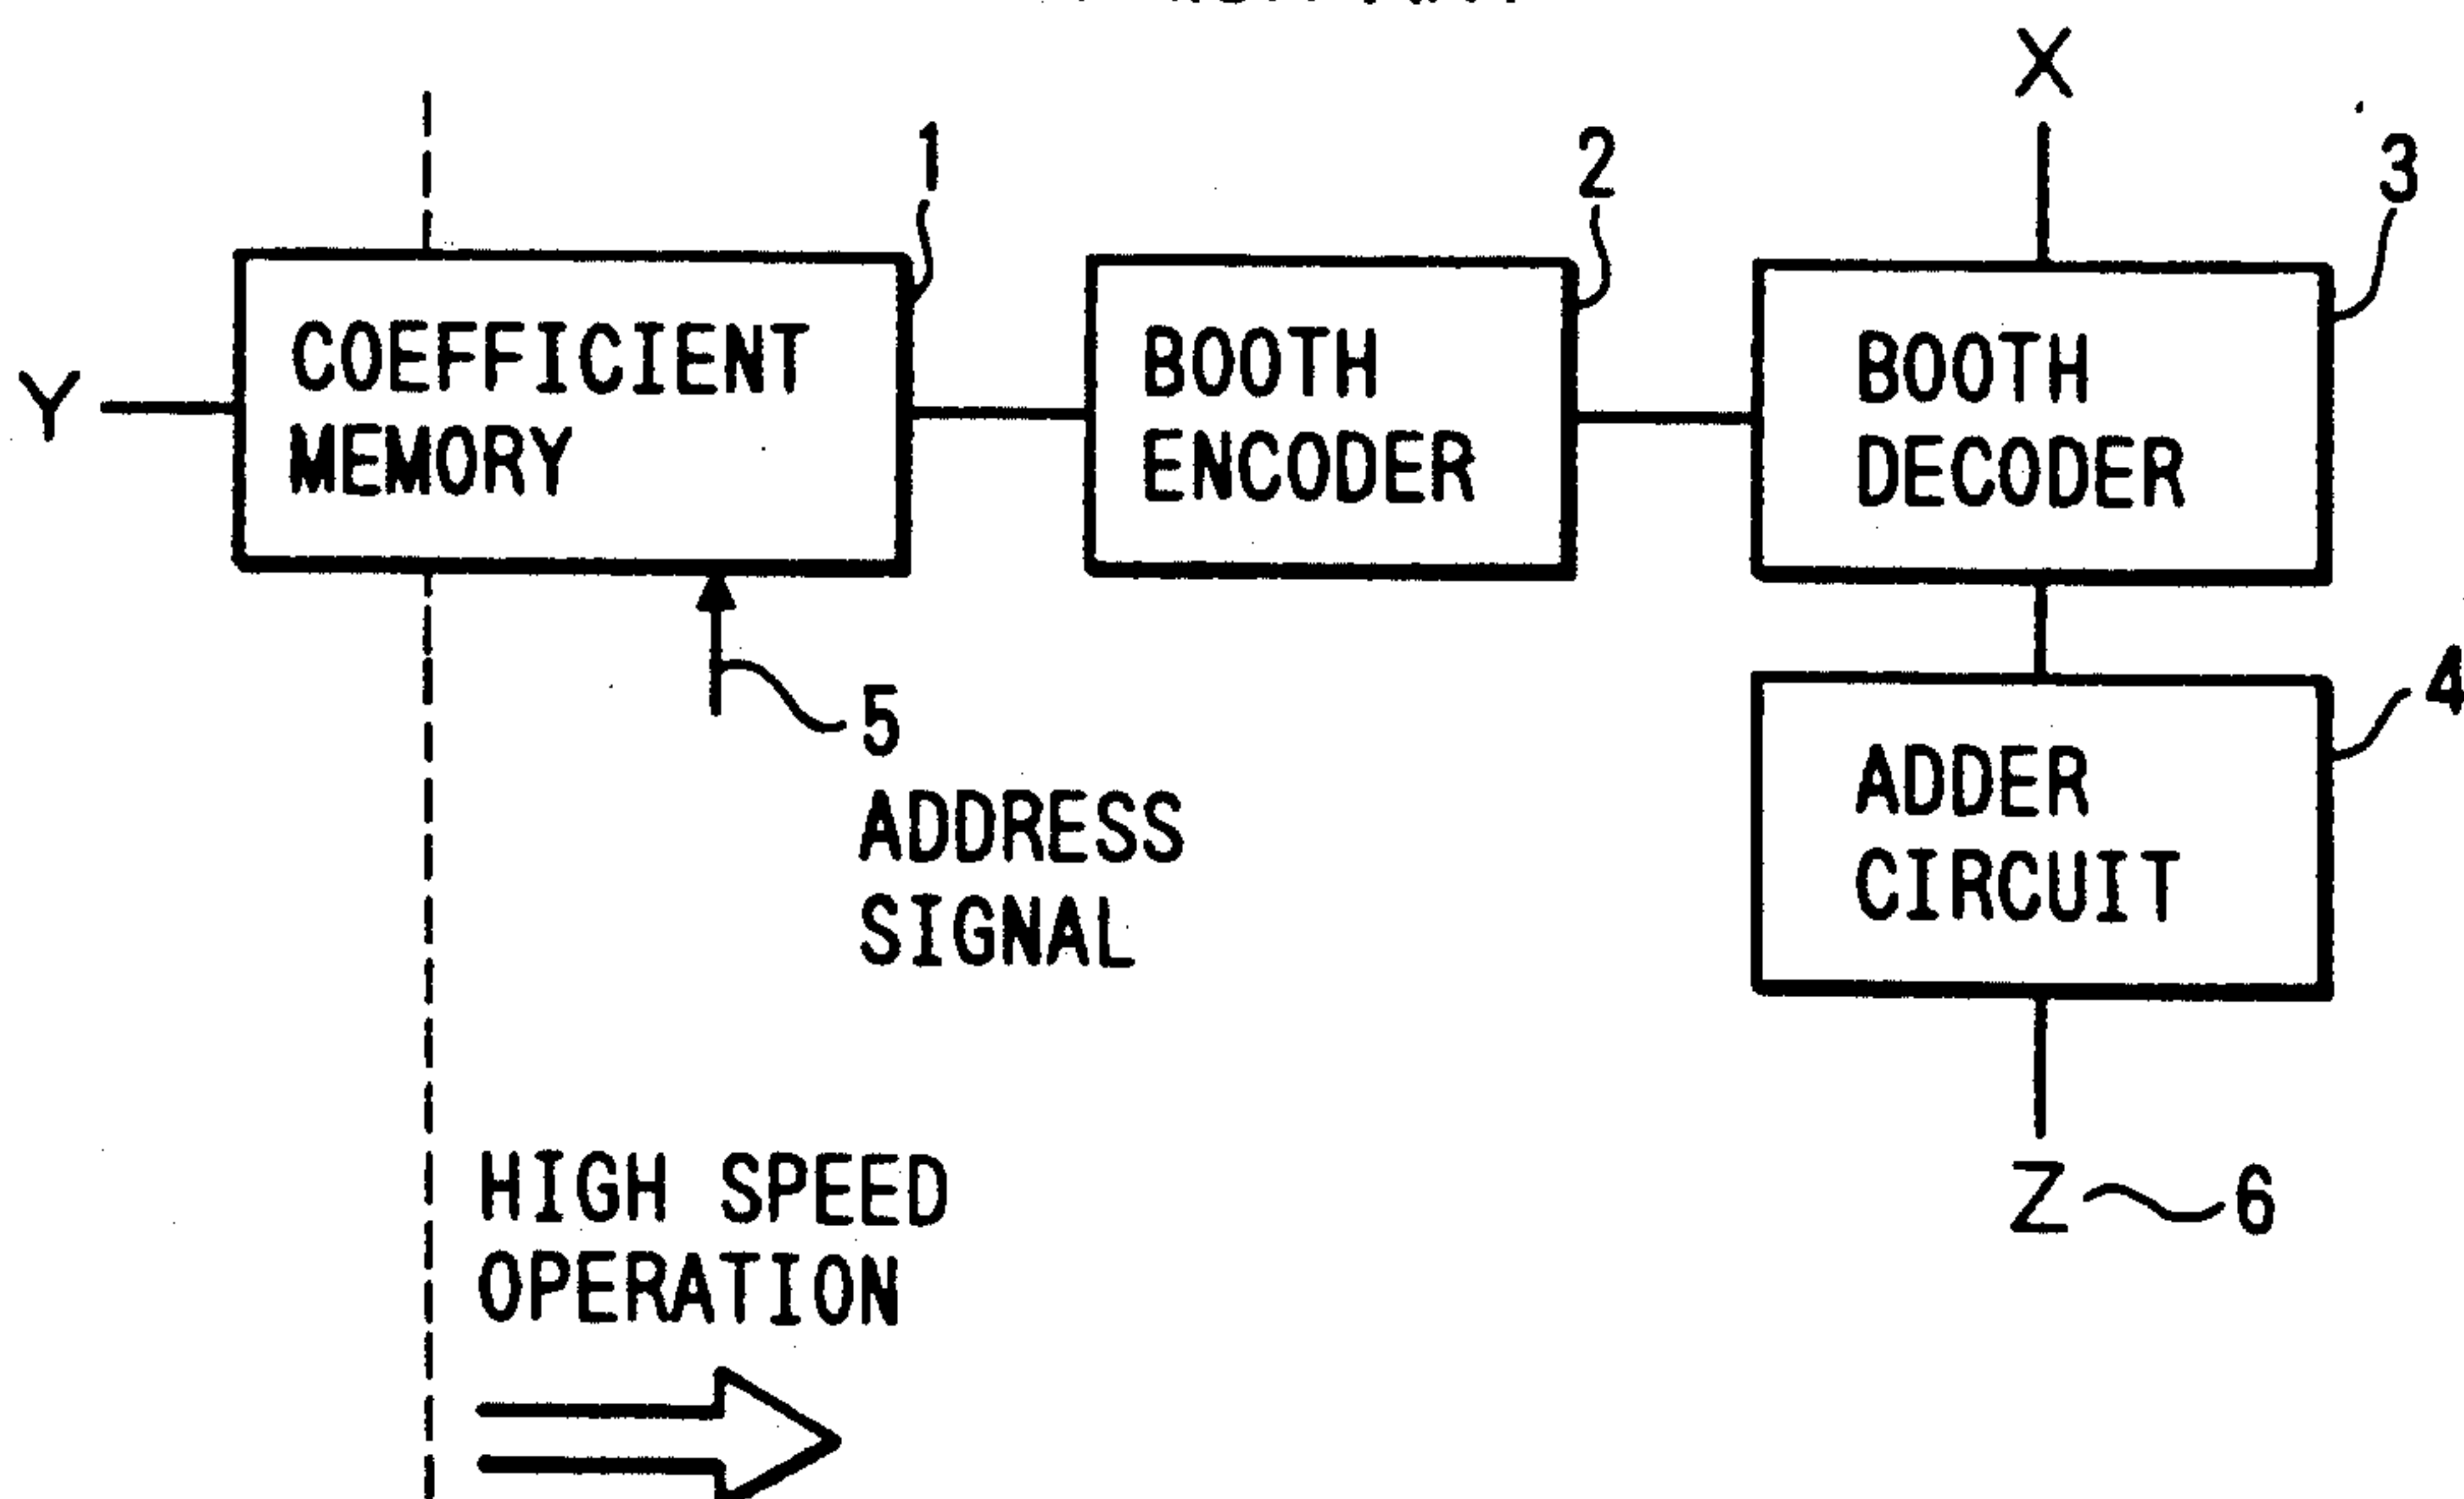 X
1
2
3
COEFFICIENT
MEMORY
BOOTH
ENCODER
BOOTH
DECODER
Y
5
ADDRESS
SIGNAL
4
ADDER
CIRCUIT
HIGH SPEED
OPERATION
Z
6